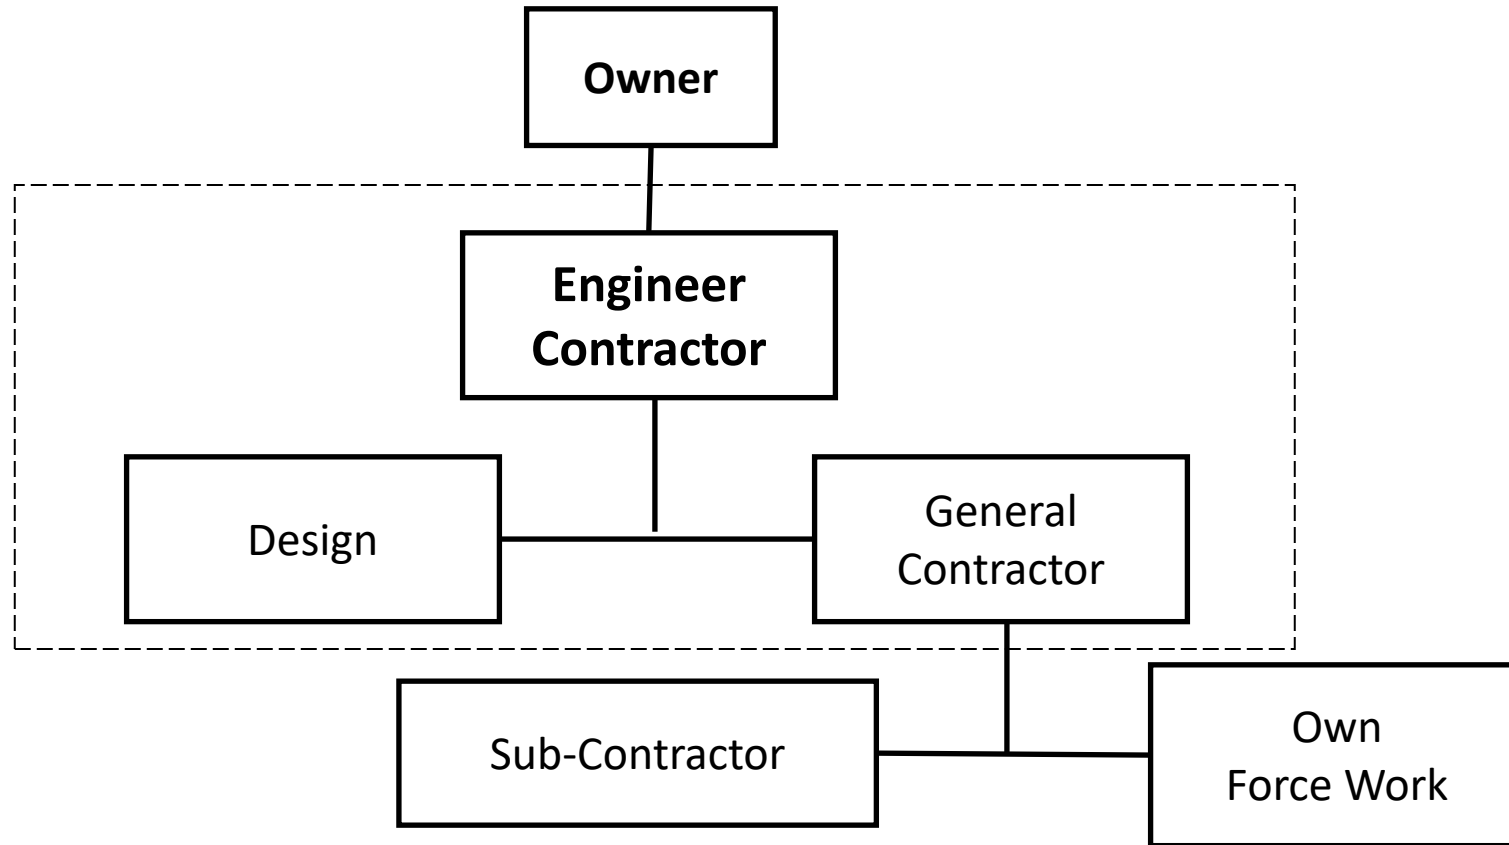 Owner
Engineer
Contractor
Design
General
Contractor
Sub-Contractor
Own
Force Work